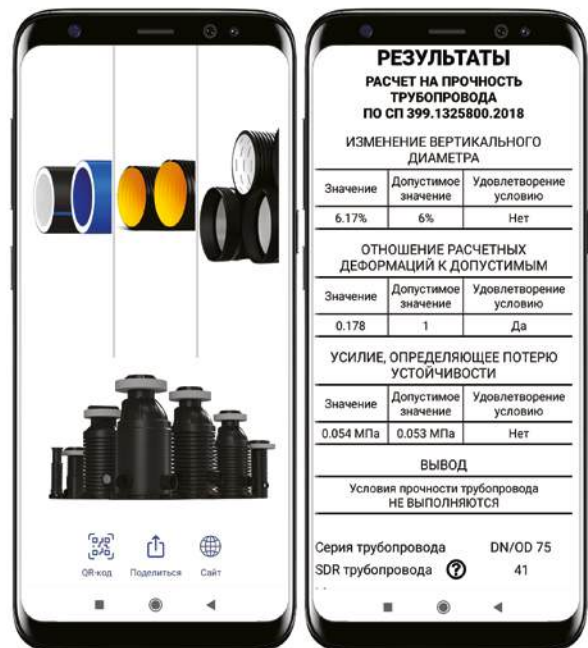 QR-код
Поделиться
Сайт
РЕЗУЛЬТАТЫ
РАСЧЕТ НА ПРОЧНОСТЬ
ТРУБОПРОВОДА
ПО СП 399.1325800.2018
ИЗМЕНЕНИЕ ВЕРТИКАЛЬНОГО
ДИАМЕТРА
Значение Допустимое значение Удовлетворение условию
6.17% 6% Нет
ОТНОШЕНИЕ РАСЧЕТНЫХ
ДЕФОРМАЦИЙ К ДОПУСТИМЫМ
Значение Допустимое значение Удовлетворение условию
0.178 1 Да
УСИЛИЕ, ОПРЕДЕЛЯЮЩЕЕ ПОТЕРЮ
УСТОЙЧИВОСТИ
Значение Допустимое значение Удовлетворение условию
0.054 МПа 0.053 МПа Нет
ВЫВОД
Условия прочности трубопровода
НЕ ВЫПОЛНЯЮТСЯ
Серия трубопровода DN/OD 75
SDR трубопровода ? 41